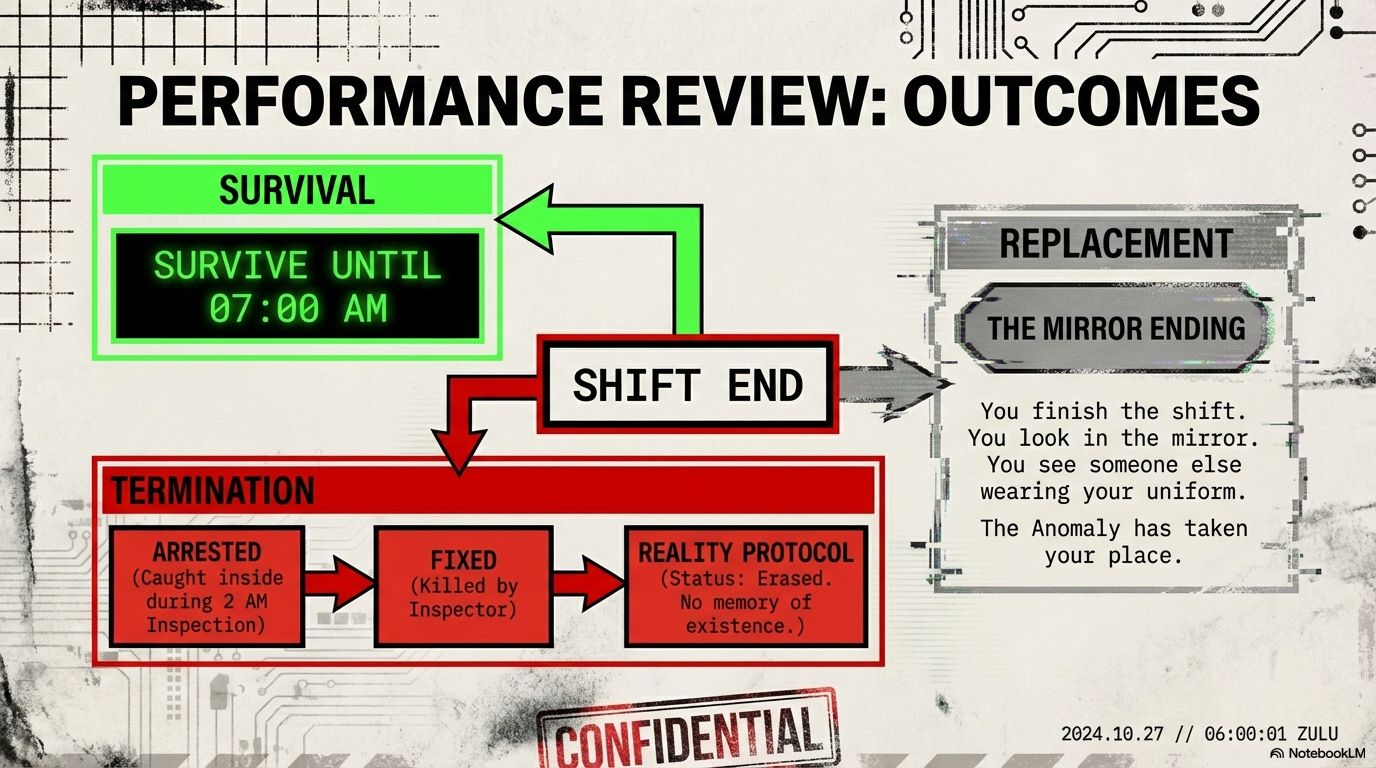 PERFORMANCE REVIEW: OUTCOMES
SURVIVAL
SURVIVE UNTIL
07:00 AM
SHIFT END
REPLACEMENT
THE MIRROR ENDING
You finish the shift.
You look in the mirror.
You see someone else
wearing your uniform.
The Anomaly has taken
your place.
TERMINATION
ARRESTED
(Caught inside
during 2 AM
Inspection)
FIXED
(Killed by
Inspector)
REALITY PROTOCOL
(Status: Erased.
No memory of
existence.)
CONFIDENTIAL
2024.10.27 // 06:00:01 ZULU
NotebookLM